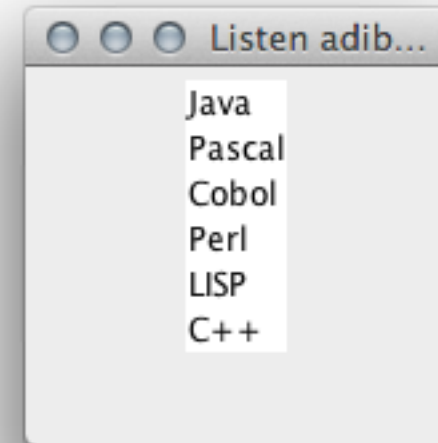 Listen adib...
Java
Pascal
Cobol
Perl
LISP
C++